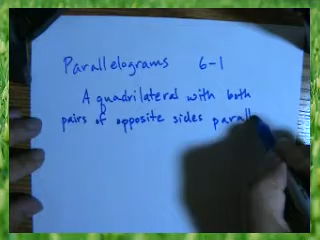 Parallelograms 6-1
A quadrilateral with both
pairs of opposite sides parall